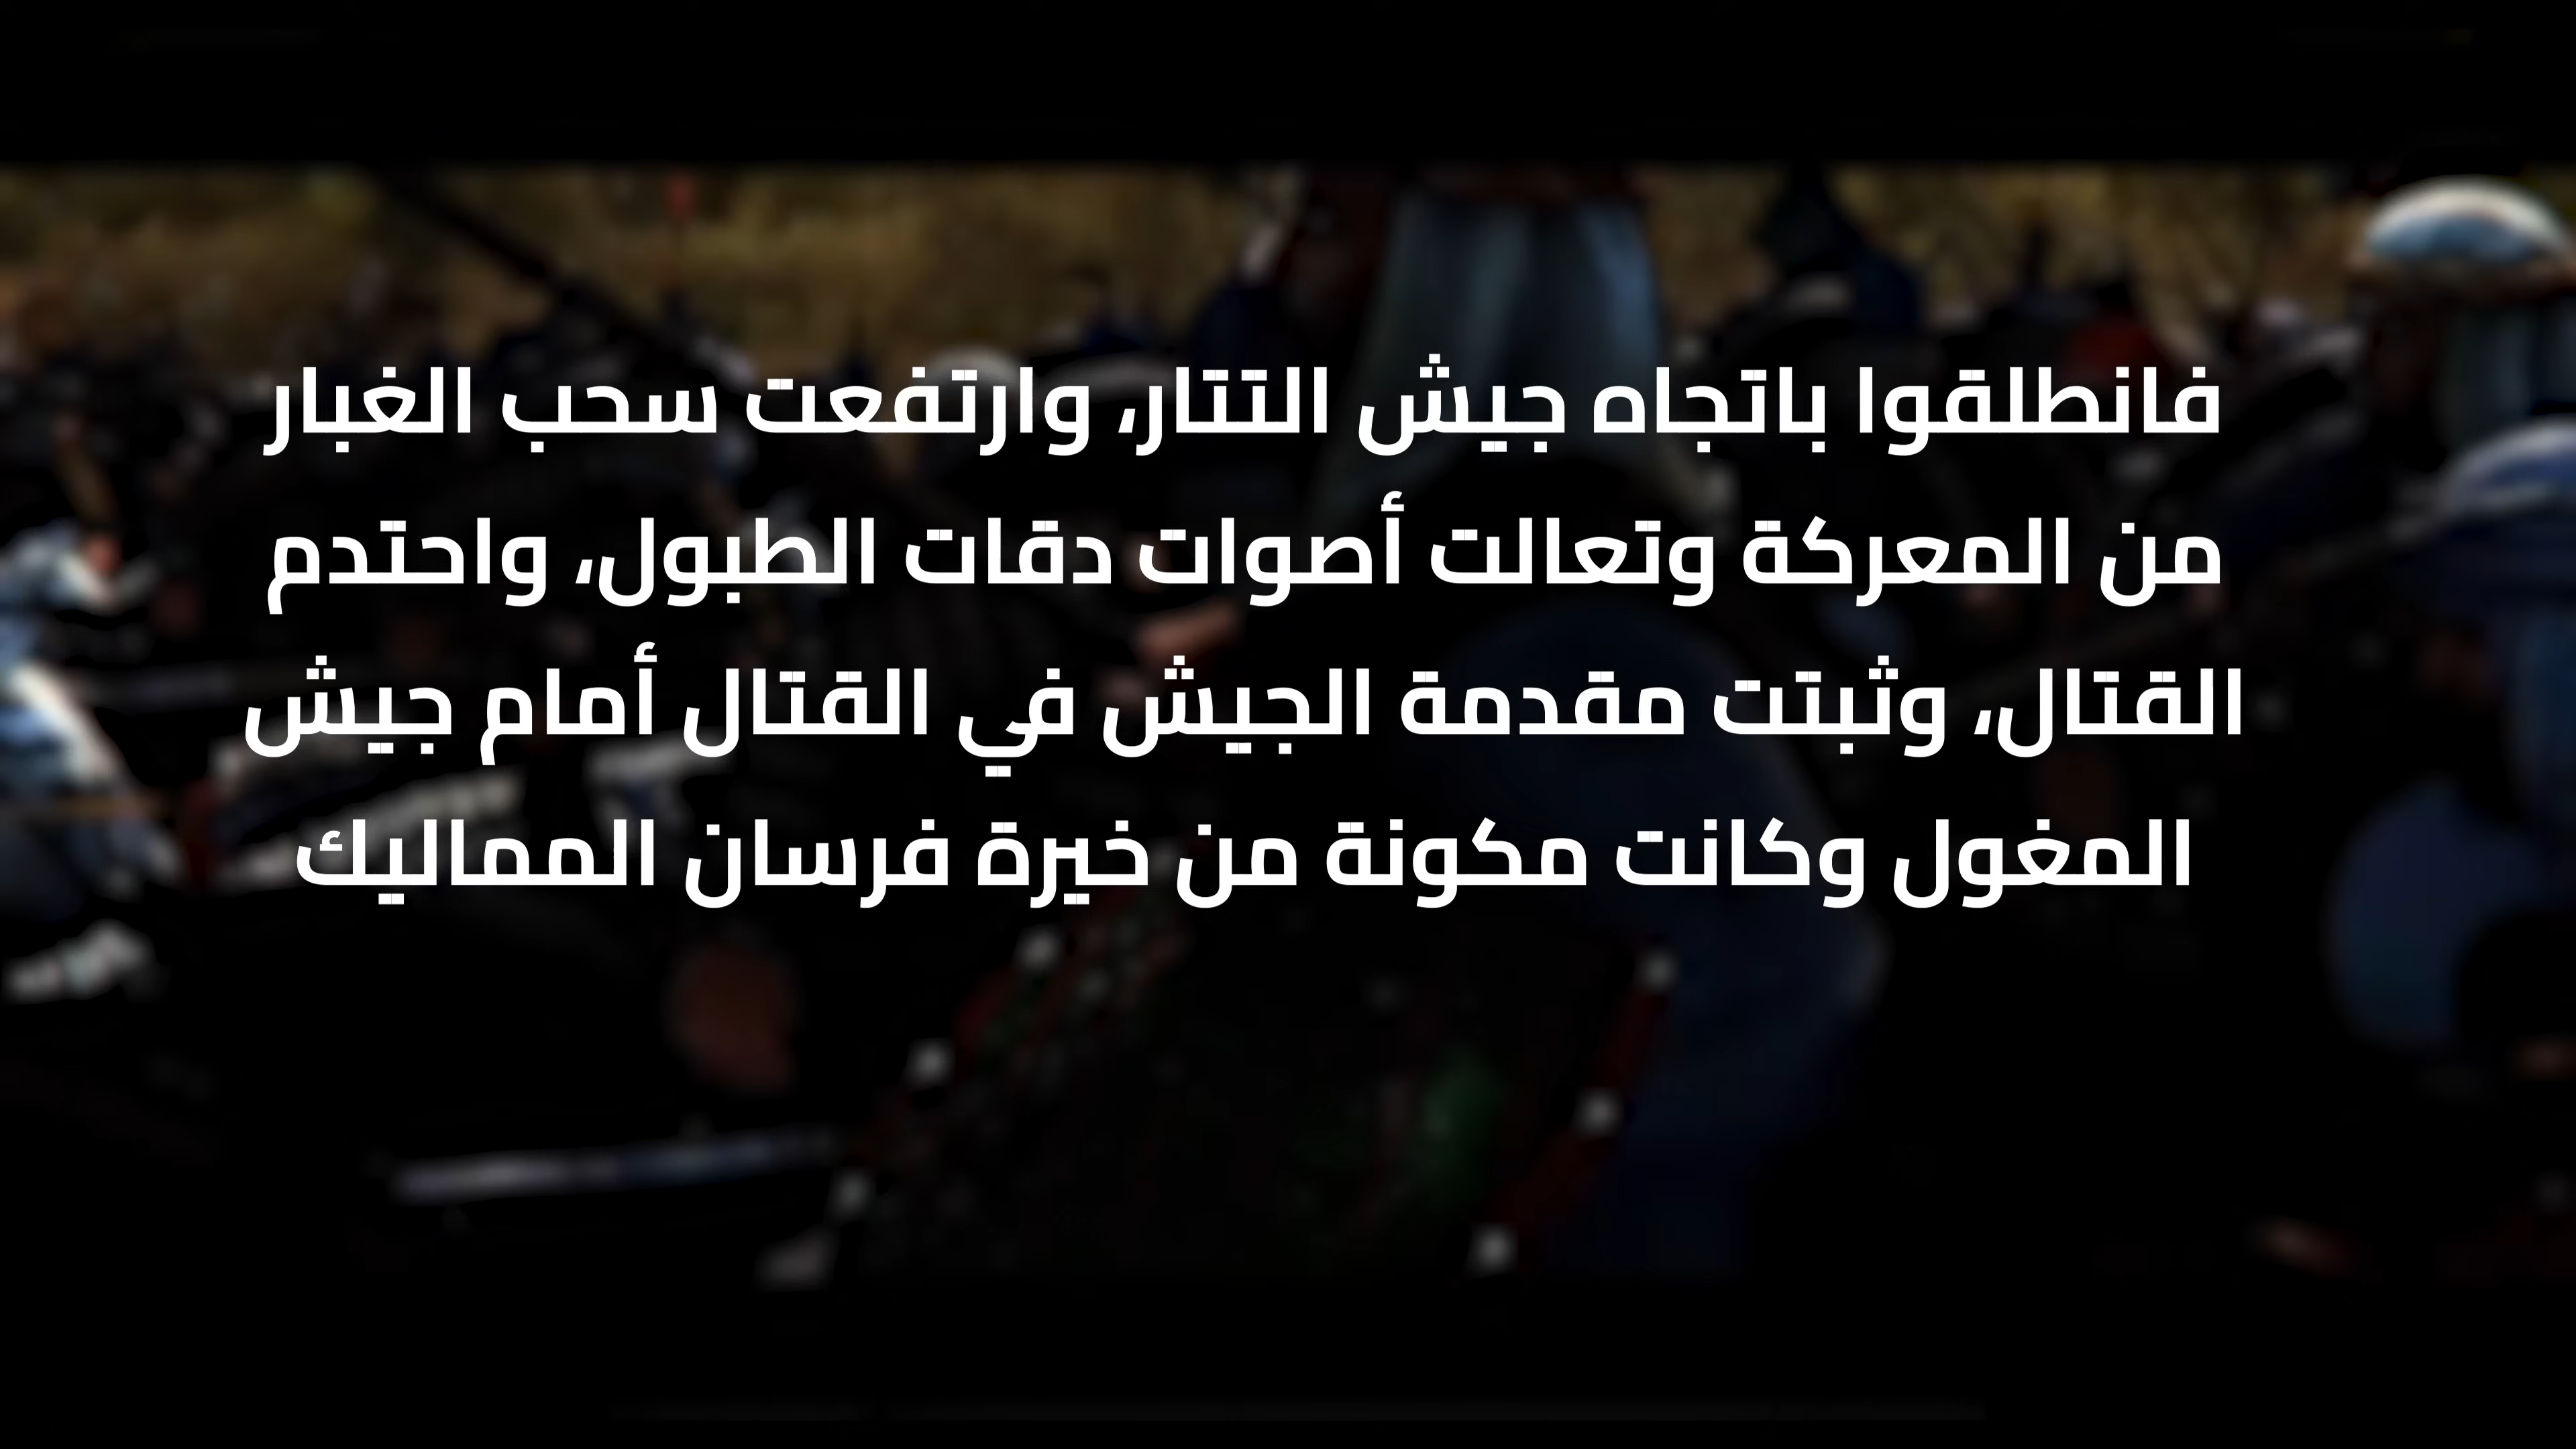 فانطلقوا باتجاه جيش التتار، وارتفعت سحب الغبار
من المعركة وتعالت أصوات دقات الطبول، واحتدم
القتال، وثبتت مقدمة الجيش في القتال أمام جيش
المغول وكانت مكونة من خيرة فرسان المماليك